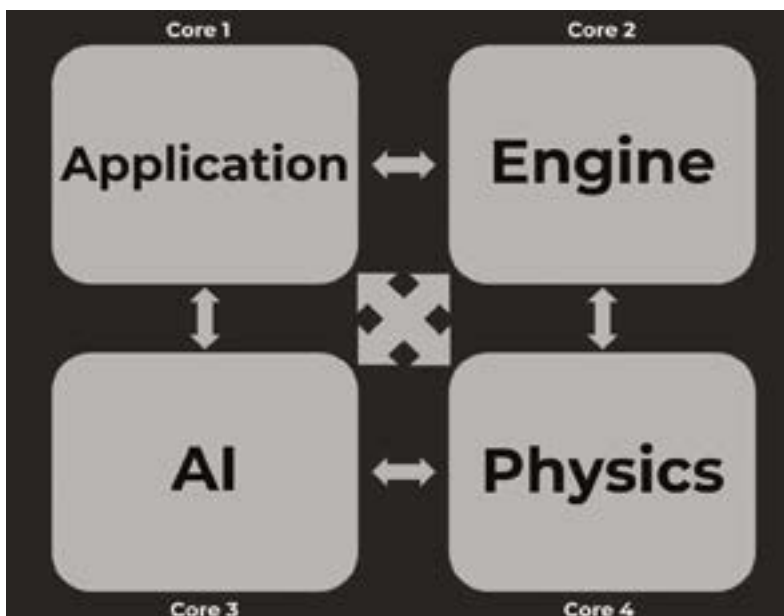 Core 1
Core 2
Application
Engine
AI
Physics
Core 3
Core 4